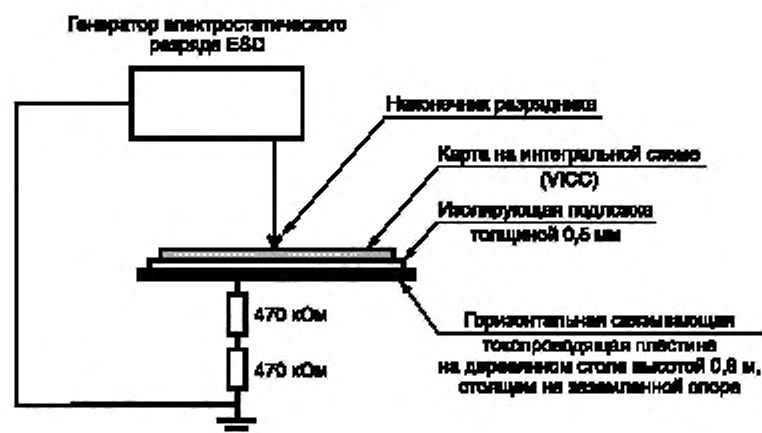 Генератор электростатического
разряда ESD
Наконечник разрядника
Карта на интегральной схеме
(VICC)
Изолирующая подложка
толщиной 0,5 мм
470 кОм
470 кОм
Горизонтальная связывающая
токопроводящая пластина
на деревянном столе высотой 0,8 м,
стоящем на заземленной опоре